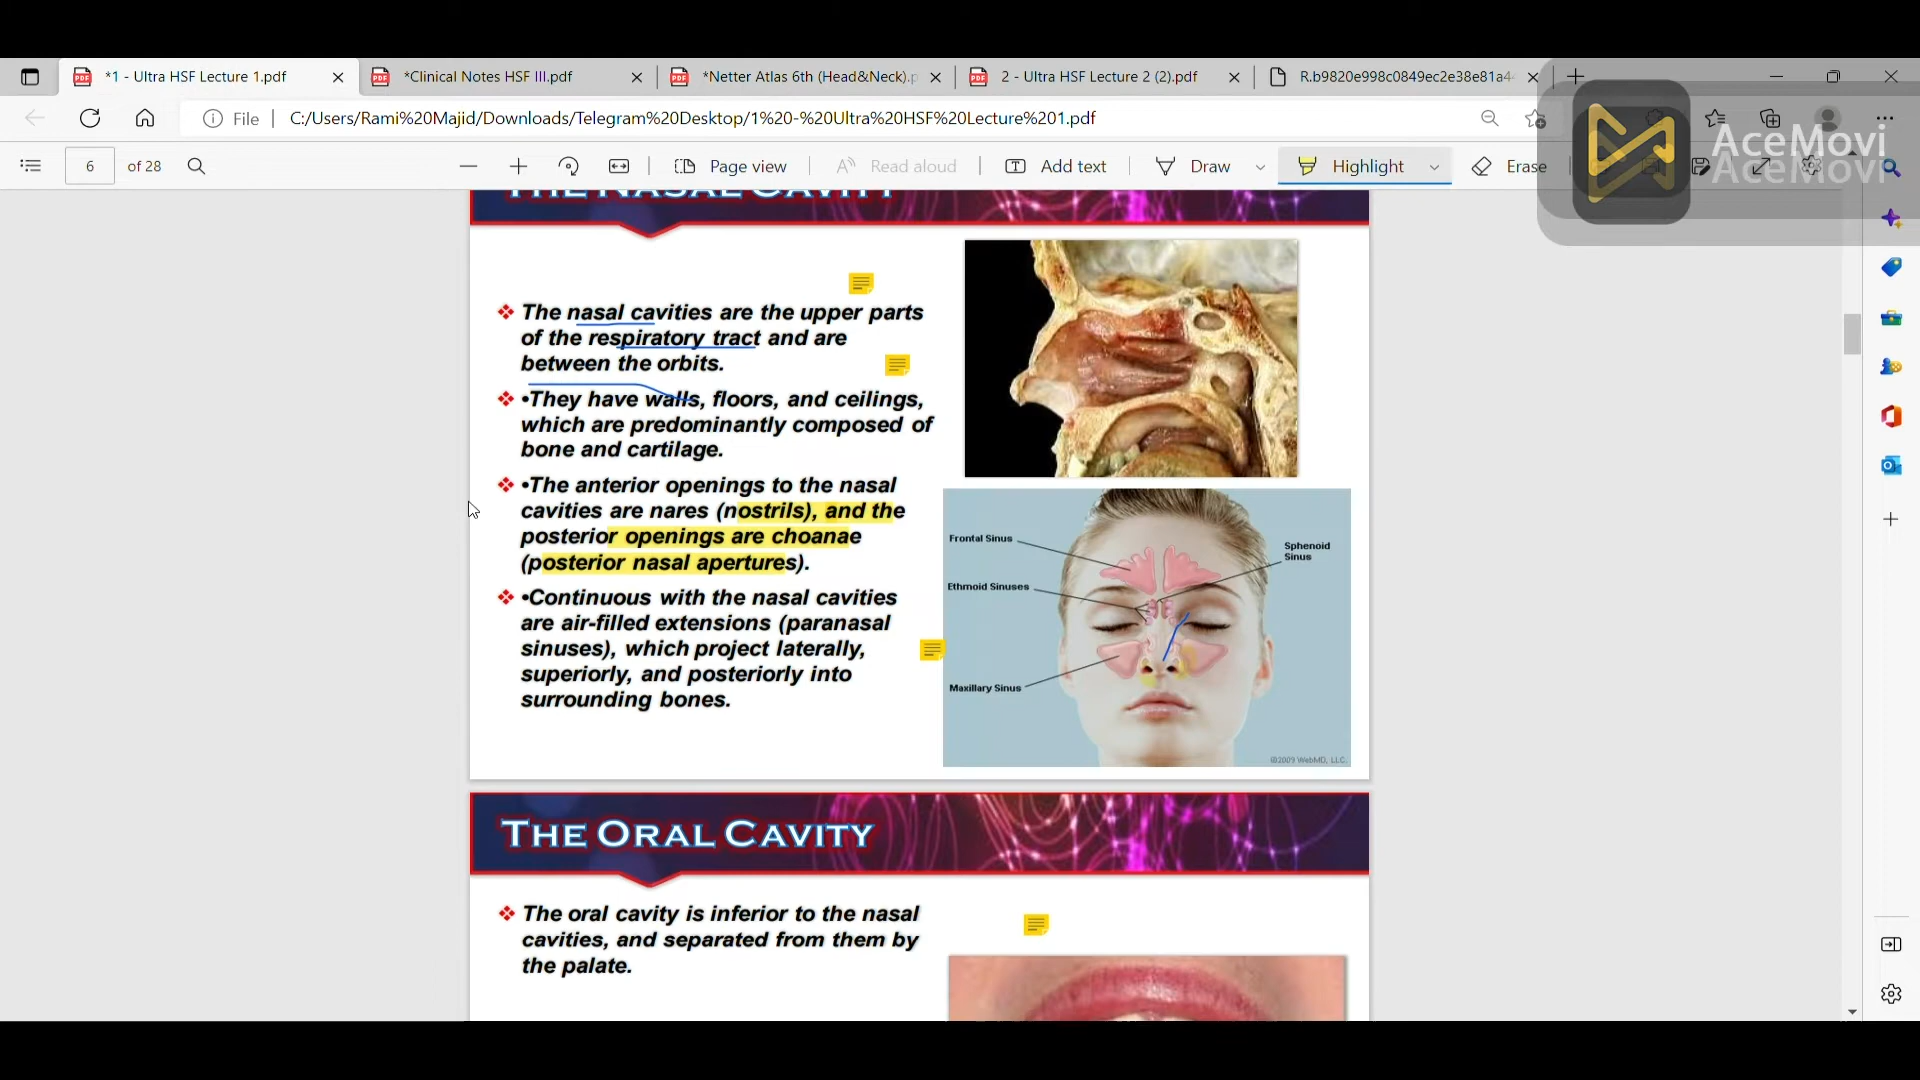 *1 - Ultra HSF Lecture 1.pdf
*Clinical Notes HSF III.pdf
*Netter Atlas 6th (Head&Neck).p
2 - Ultra HSF Lecture 2 (2).pdf
R.b9820e998c0849ec2e38e81a4
File
C:/Users/Rami%20Majid/Downloads/Telegram%20Desktop/1%20-%20Ultra%20HSF%20Lecture%201.pdf
AceMovi
6
of 28
Page view
Read aloud
Add text
Draw
Highlight
Erase
THE NASAL CAVITY
The nasal cavities are the upper parts
of the respiratory tract and are
between the orbits.
•They have walls, floors, and ceilings,
which are predominantly composed of
bone and cartilage.
•The anterior openings to the nasal
cavities are nares (nostrils), and the
posterior openings are choanae
(posterior nasal apertures).
•Continuous with the nasal cavities
are air-filled extensions (paranasal
sinuses), which project laterally,
superiorly, and posteriorly into
surrounding bones.
Frontal Sinus
Sphenoid
Sinus
Ethmoid Sinuses
Maxillary Sinus
©2009 WebMD, LLC.
THE ORAL CAVITY
The oral cavity is inferior to the nasal
cavities, and separated from them by
the palate.